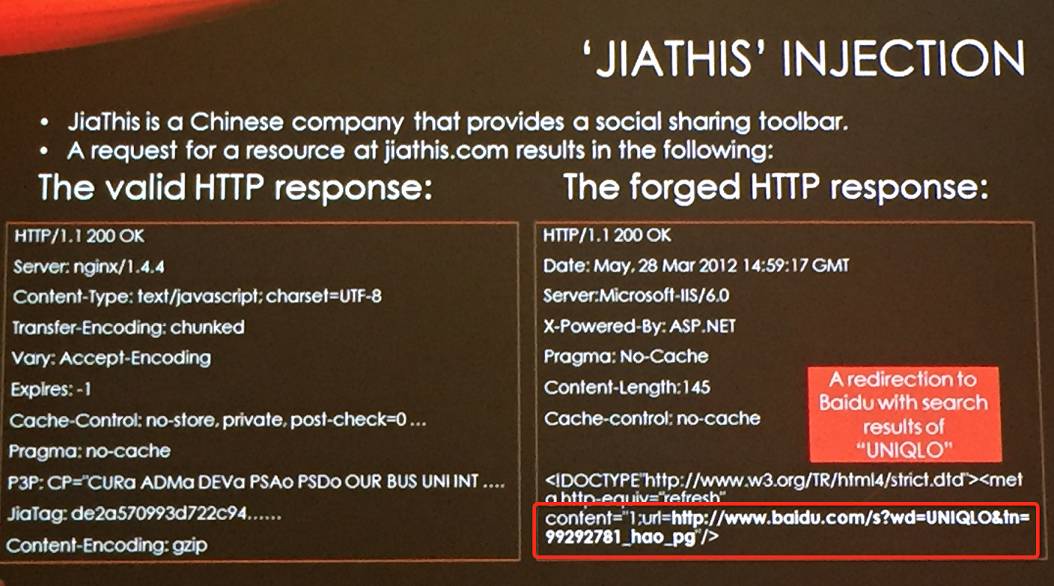 ‘JIATHIS’ INJECTION
• JiaThis is a Chinese company that provides a social sharing toolbar.
• A request for a resource at jiathis.com results in the following:
The valid HTTP response:
HTTP/1.1 200 OK
Server: nginx/1.4.4
Content-Type: text/javascript; charset=UTF-8
Transfer-Encoding: chunked
Vary: Accept-Encoding
Expires: -1
Cache-Control: no-store, private, post-check=0 ...
Pragma: no-cache
P3P: CP="CURa ADMa DEVa PSAo PSDo OUR BUS UNI INT ....
JiaTag: de2a570993d722c94......
Content-Encoding: gzip
The forged HTTP response:
HTTP/1.1 200 OK
Date: May, 28 Mar 2012 14:59:17 GMT
Server:Microsoft-IIS/6.0
X-Powered-By: ASP.NET
Pragma: No-Cache
Content-Length:145
Cache-control: no-cache
A redirection to
Baidu with search
results of
“UNIQLO”
<!DOCTYPE"http://www.w3.org/TR/html4/strict.dtd"><met
a http-equiv="refresh"
content="1;url=http://www.baidu.com/s?wd=UNIQLO&tn=
99292781_hao_pg"/>